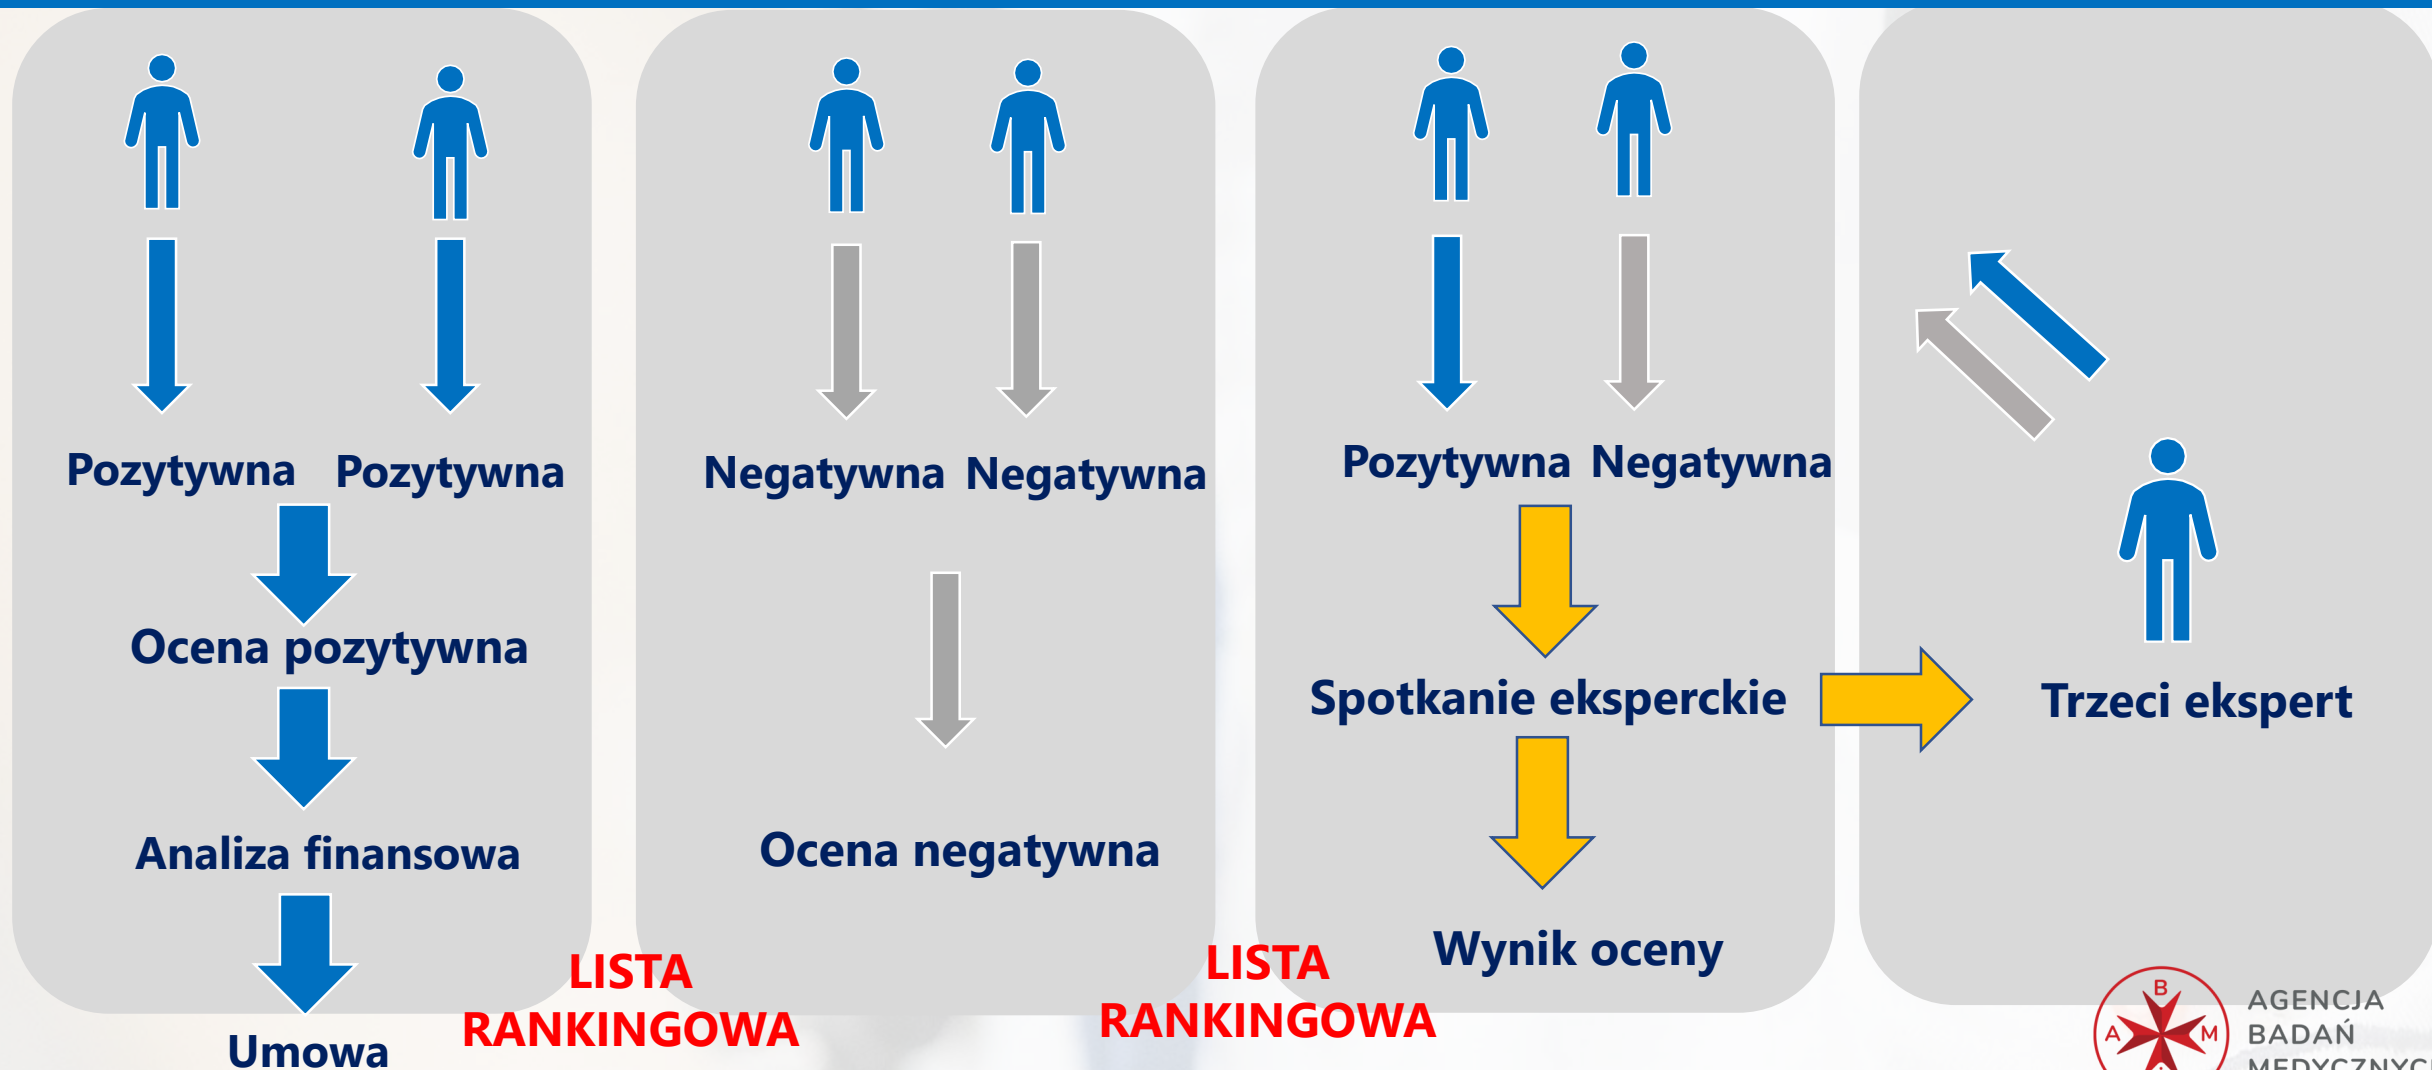 Pozytywna Pozytywna
Ocena pozytywna
Analiza finansowa
Umowa
LISTA
RANKINGOWA
Negatywna Negatywna
Ocena negatywna
LISTA
RANKINGOWA
Pozytywna Negatywna
Spotkanie eksperckie
Wynik oceny
Trzeci ekspert
B
A M
AGENCJA
BADAŃ